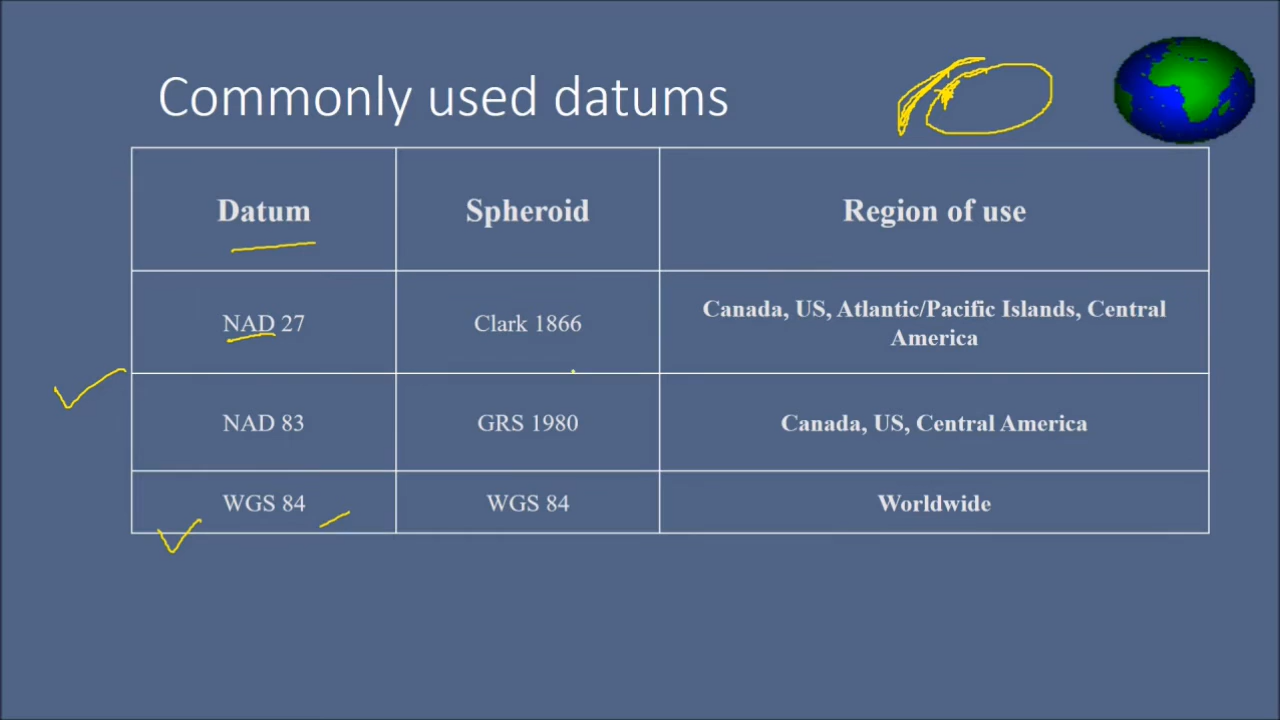 Commonly used datums
Datum Spheroid Region of use
NAD 27 Clark 1866 Canada, US, Atlantic/Pacific Islands, Central
America
NAD 83 GRS 1980 Canada, US, Central America
WGS 84 WGS 84 Worldwide